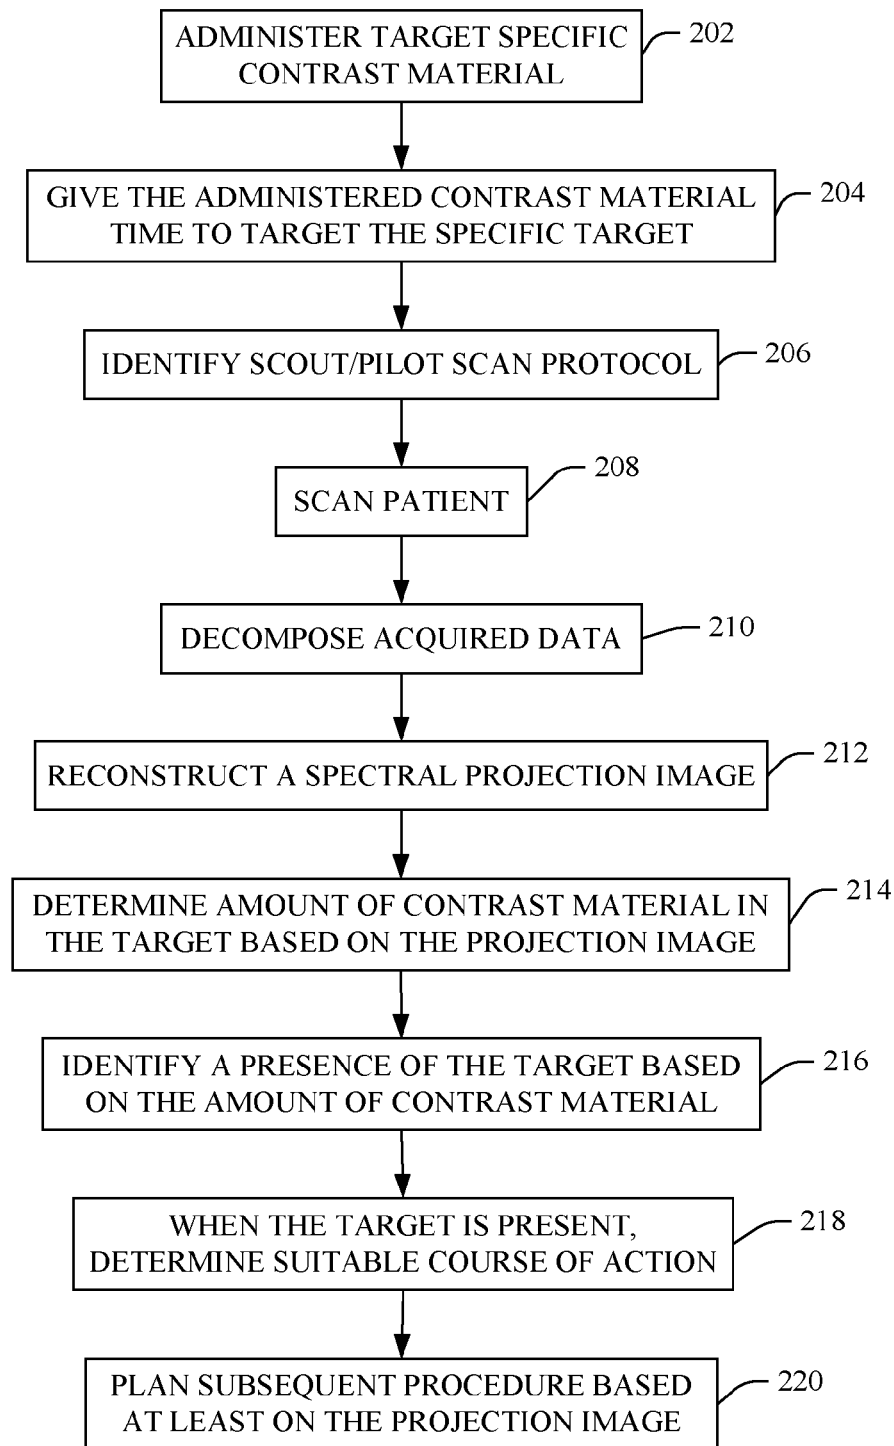 ADMINISTER TARGET SPECIFIC
CONTRAST MATERIAL
202
GIVE THE ADMINISTERED CONTRAST MATERIAL
TIME TO TARGET THE SPECIFIC TARGET
204
IDENTIFY SCOUT/PILOT SCAN PROTOCOL
206
SCAN PATIENT
208
DECOMPOSE ACQUIRED DATA
210
RECONSTRUCT A SPECTRAL PROJECTION IMAGE
212
DETERMINE AMOUNT OF CONTRAST MATERIAL IN
THE TARGET BASED ON THE PROJECTION IMAGE
214
IDENTIFY A PRESENCE OF THE TARGET BASED
ON THE AMOUNT OF CONTRAST MATERIAL
216
WHEN THE TARGET IS PRESENT,
DETERMINE SUITABLE COURSE OF ACTION
218
PLAN SUBSEQUENT PROCEDURE BASED
AT LEAST ON THE PROJECTION IMAGE
220